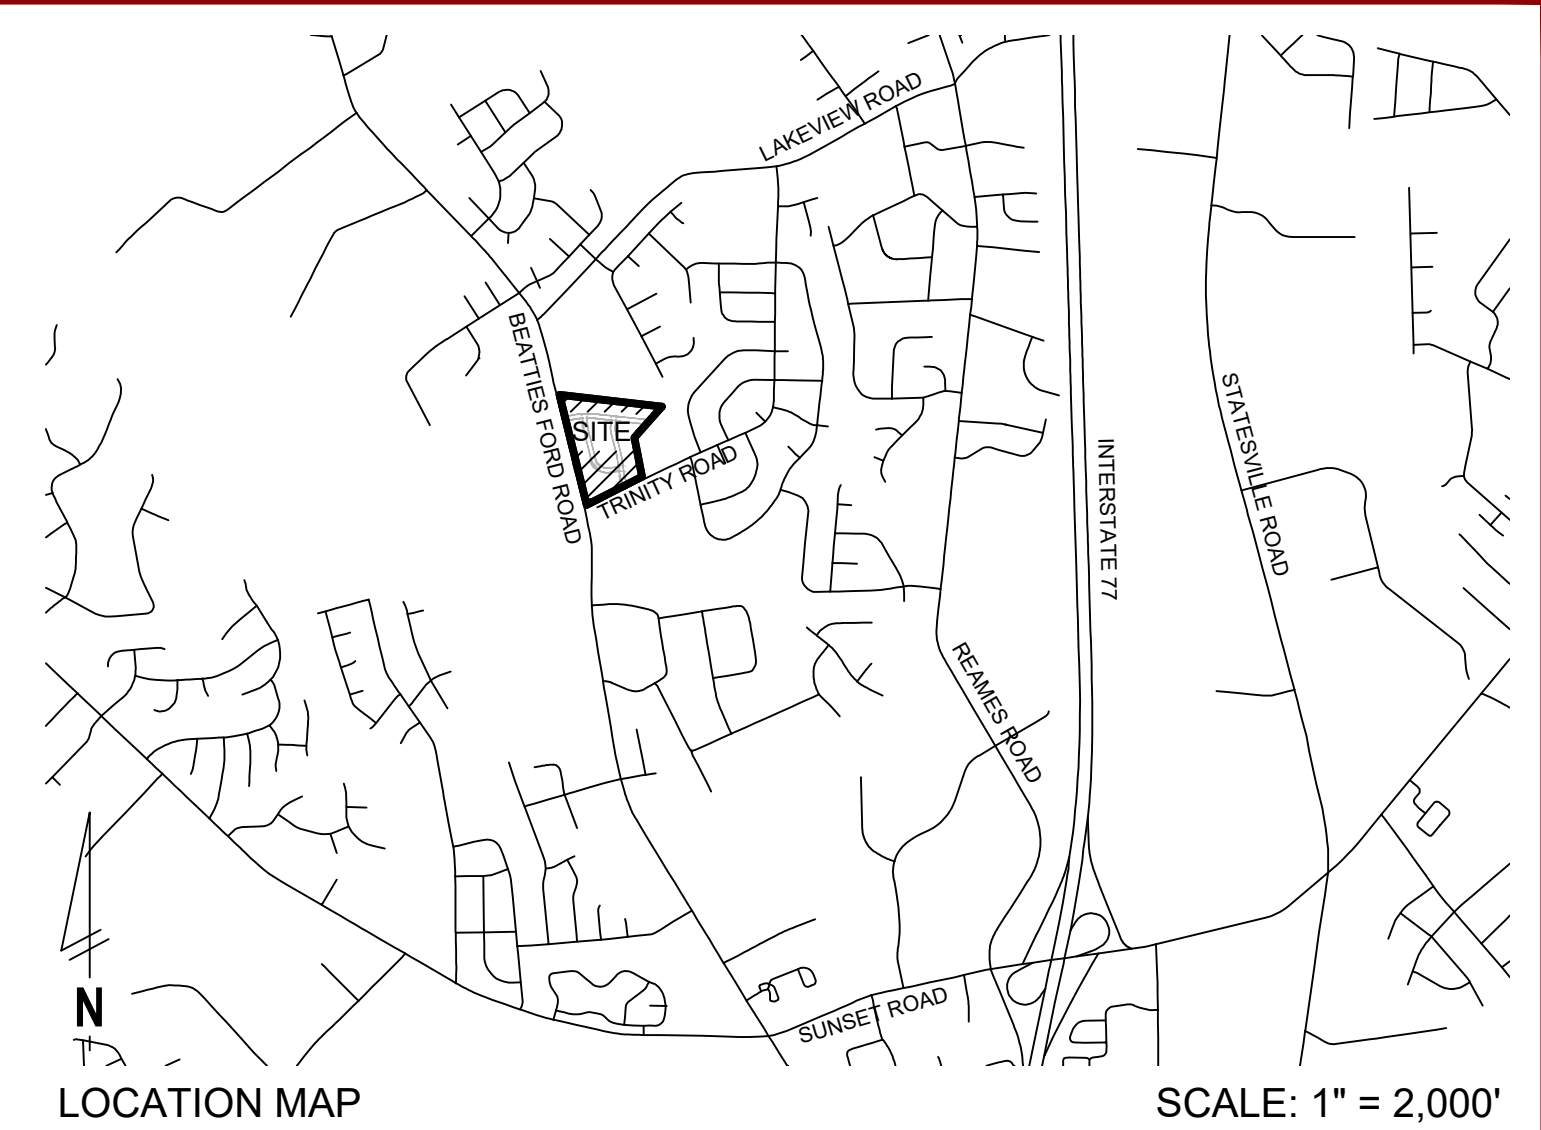 LAKEVIEW ROAD
BEATTIES FORD ROAD
SITE
TRINITY ROAD
INTERSTATE 77
STATESVILLE ROAD
REAMES ROAD
SUNSET ROAD
N
LOCATION MAP
SCALE: 1" = 2,000'